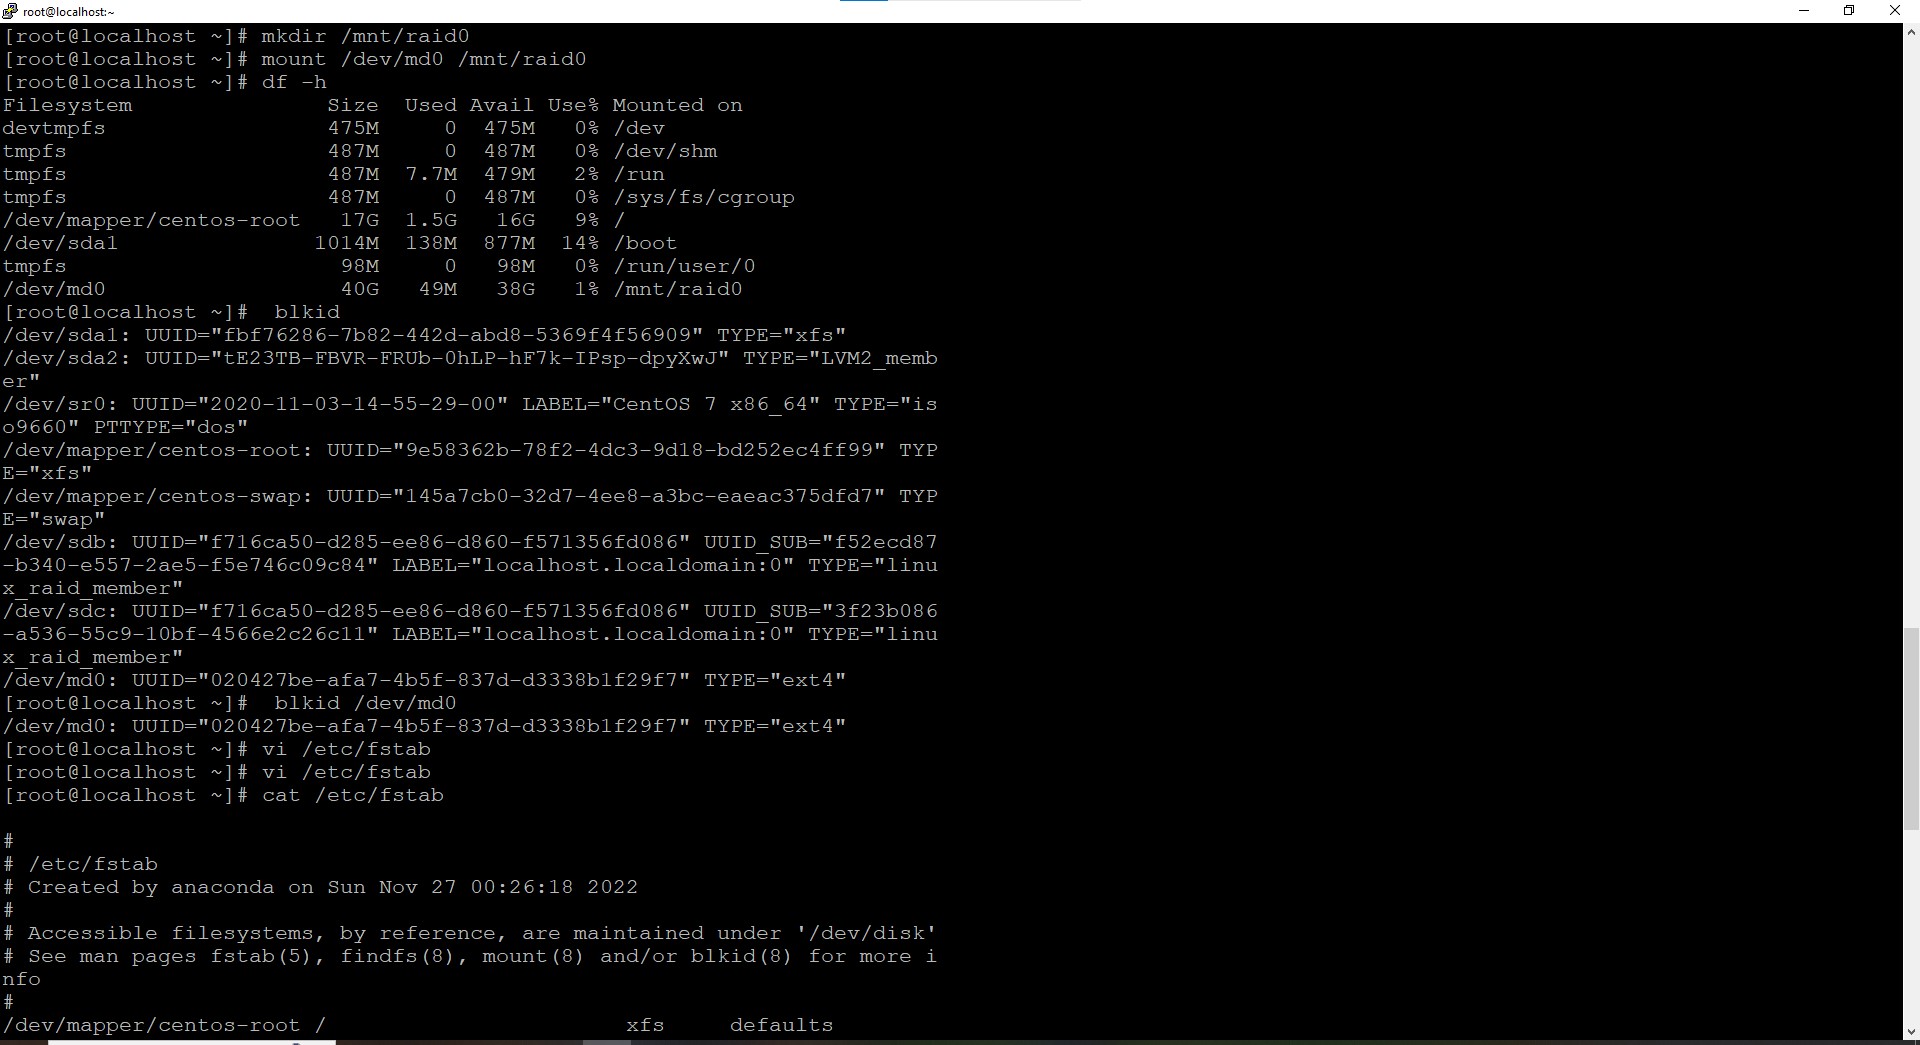 root@localhost:~
[root@localhost ~]# mkdir /mnt/raid0
[root@localhost ~]# mount /dev/md0 /mnt/raid0
[root@localhost ~]# df -h
Filesystem               Size  Used Avail Use% Mounted on
devtmpfs                 475M     0  475M   0% /dev
tmpfs                    487M     0  487M   0% /dev/shm
tmpfs                    487M  7.7M  479M   2% /run
tmpfs                    487M     0  487M   0% /sys/fs/cgroup
/dev/mapper/centos-root   17G  1.5G   16G   9% /
/dev/sda1               1014M  138M  877M  14% /boot
tmpfs                     98M     0   98M   0% /run/user/0
/dev/md0                  40G   49M   38G   1% /mnt/raid0
[root@localhost ~]#  blkid
/dev/sda1: UUID="fbf76286-7b82-442d-abd8-5369f4f56909" TYPE="xfs"
/dev/sda2: UUID="tE23TB-FBVR-FRUb-0hLP-hF7k-IPsp-dpyXwJ" TYPE="LVM2_memb
er"
/dev/sr0: UUID="2020-11-03-14-55-29-00" LABEL="CentOS 7 x86_64" TYPE="is
o9660" PTTYPE="dos"
/dev/mapper/centos-root: UUID="9e58362b-78f2-4dc3-9d18-bd252ec4ff99" TYP
E="xfs"
/dev/mapper/centos-swap: UUID="145a7cb0-32d7-4ee8-a3bc-eaeac375dfd7" TYP
E="swap"
/dev/sdb: UUID="f716ca50-d285-ee86-d860-f571356fd086" UUID_SUB="f52ecd87
-b340-e557-2ae5-f5e746c09c84" LABEL="localhost.localdomain:0" TYPE="linu
x_raid_member"
/dev/sdc: UUID="f716ca50-d285-ee86-d860-f571356fd086" UUID_SUB="3f23b086
-a536-55c9-10bf-4566e2c26c11" LABEL="localhost.localdomain:0" TYPE="linu
x_raid_member"
/dev/md0: UUID="020427be-afa7-4b5f-837d-d3338b1f29f7" TYPE="ext4"
[root@localhost ~]#  blkid /dev/md0
/dev/md0: UUID="020427be-afa7-4b5f-837d-d3338b1f29f7" TYPE="ext4"
[root@localhost ~]# vi /etc/fstab
[root@localhost ~]# vi /etc/fstab
[root@localhost ~]# cat /etc/fstab

#
# /etc/fstab
# Created by anaconda on Sun Nov 27 00:26:18 2022
#
# Accessible filesystems, by reference, are maintained under '/dev/disk'
# See man pages fstab(5), findfs(8), mount(8) and/or blkid(8) for more i
nfo
#
/dev/mapper/centos-root /                       xfs     defaults